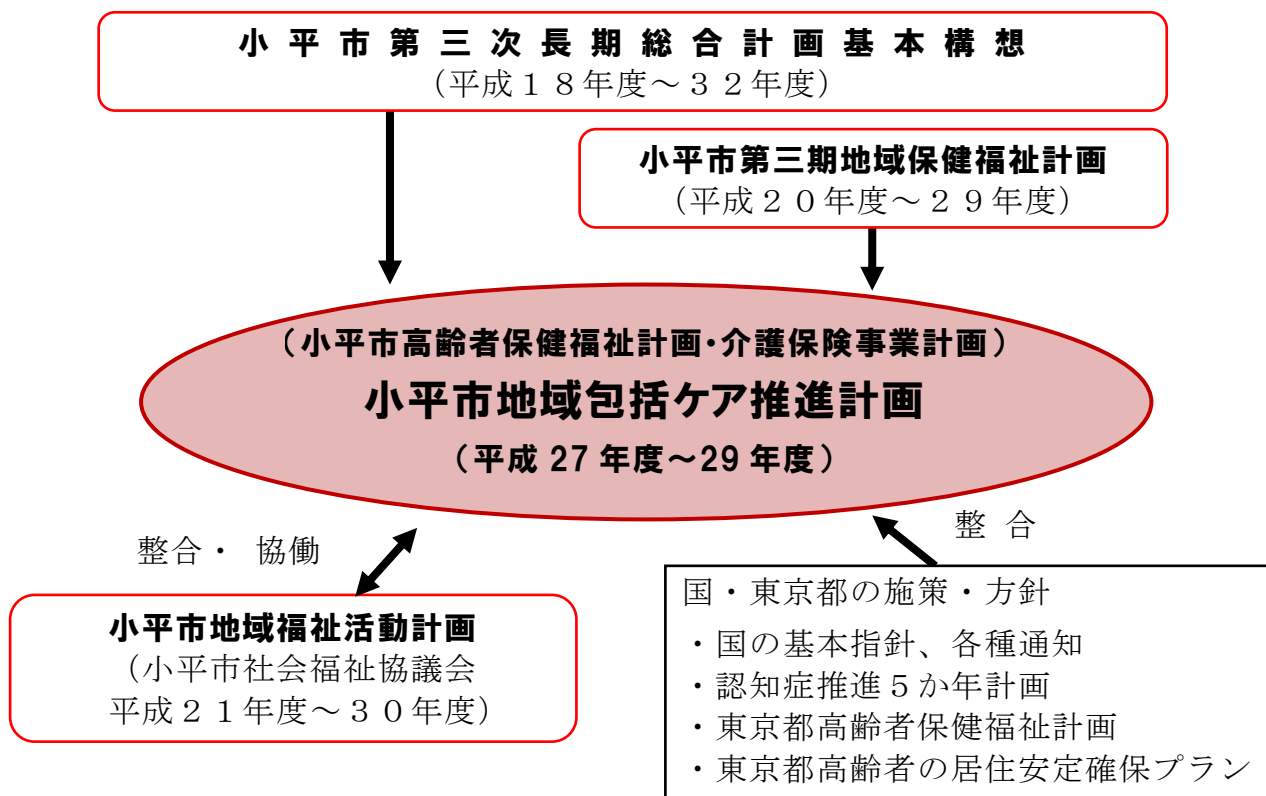 小平市第三次長期総合計画基本構想
（平成１８年度～３２年度）
小平市第三期地域保健福祉計画
（平成２０年度～２９年度）
（小平市高齢者保健福祉計画・介護保険事業計画）
小平市地域包括ケア推進計画
（平成 27 年度～29 年度）
整合・ 協働
整 合
小平市地域福祉活動計画
（小平市社会福祉協議会
平成２１年度～３０年度）
国・東京都の施策・方針
・国の基本指針、各種通知
・認知症推進５か年計画
・東京都高齢者保健福祉計画
・東京都高齢者の居住安定確保プラン